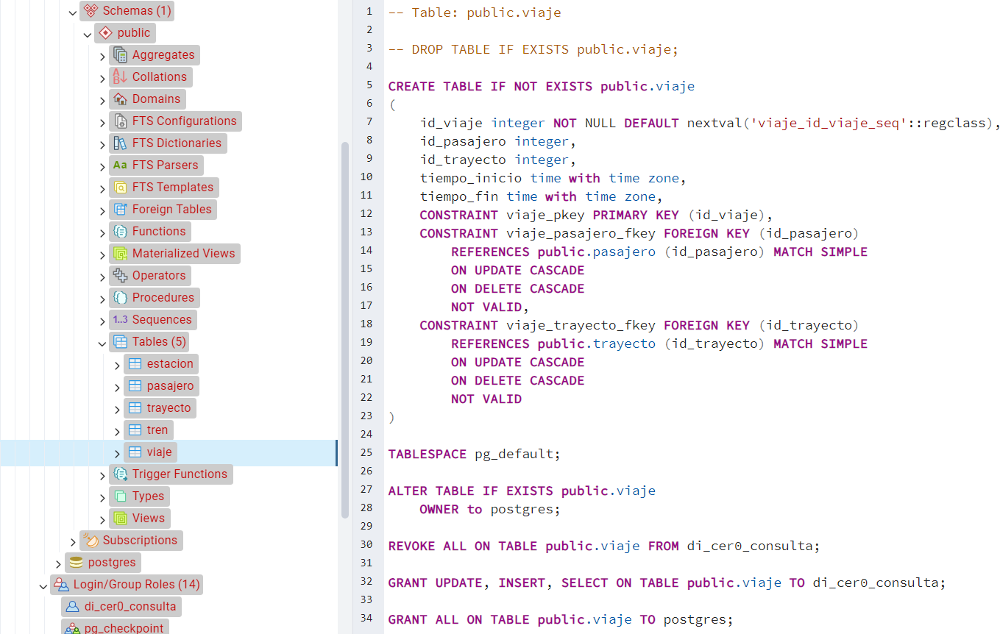 Schemas (1)
public
Aggregates
Collations
Domains
FTS Configurations
FTS Dictionaries
Aa FTS Parsers
FTS Templates
Foreign Tables
Functions
Materialized Views
Operators
Procedures
1..3 Sequences
Tables (5)
estacion
pasajero
trayecto
tren
viaje
Trigger Functions
Types
Views
Subscriptions
postgres
Login/Group Roles (14)
di_cer0_consulta
pg_checkpoint
1 -- Table: public.viaje
2
3 -- DROP TABLE IF EXISTS public.viaje;
4
5 CREATE TABLE IF NOT EXISTS public.viaje
6 (
7     id_viaje integer NOT NULL DEFAULT nextval('viaje_id_viaje_seq'::regclass),
8     id_pasajero integer,
9     id_trayecto integer,
10     tiempo_inicio time with time zone,
11     tiempo_fin time with time zone,
12     CONSTRAINT viaje_pkey PRIMARY KEY (id_viaje),
13     CONSTRAINT viaje_pasajero_fkey FOREIGN KEY (id_pasajero)
14         REFERENCES public.pasajero (id_pasajero) MATCH SIMPLE
15         ON UPDATE CASCADE
16         ON DELETE CASCADE
17         NOT VALID,
18     CONSTRAINT viaje_trayecto_fkey FOREIGN KEY (id_trayecto)
19         REFERENCES public.trayecto (id_trayecto) MATCH SIMPLE
20         ON UPDATE CASCADE
21         ON DELETE CASCADE
22         NOT VALID
23 )
24
25 TABLESPACE pg_default;
26
27 ALTER TABLE IF EXISTS public.viaje
28     OWNER to postgres;
29
30 REVOKE ALL ON TABLE public.viaje FROM di_cer0_consulta;
31
32 GRANT UPDATE, INSERT, SELECT ON TABLE public.viaje TO di_cer0_consulta;
33
34 GRANT ALL ON TABLE public.viaje TO postgres;